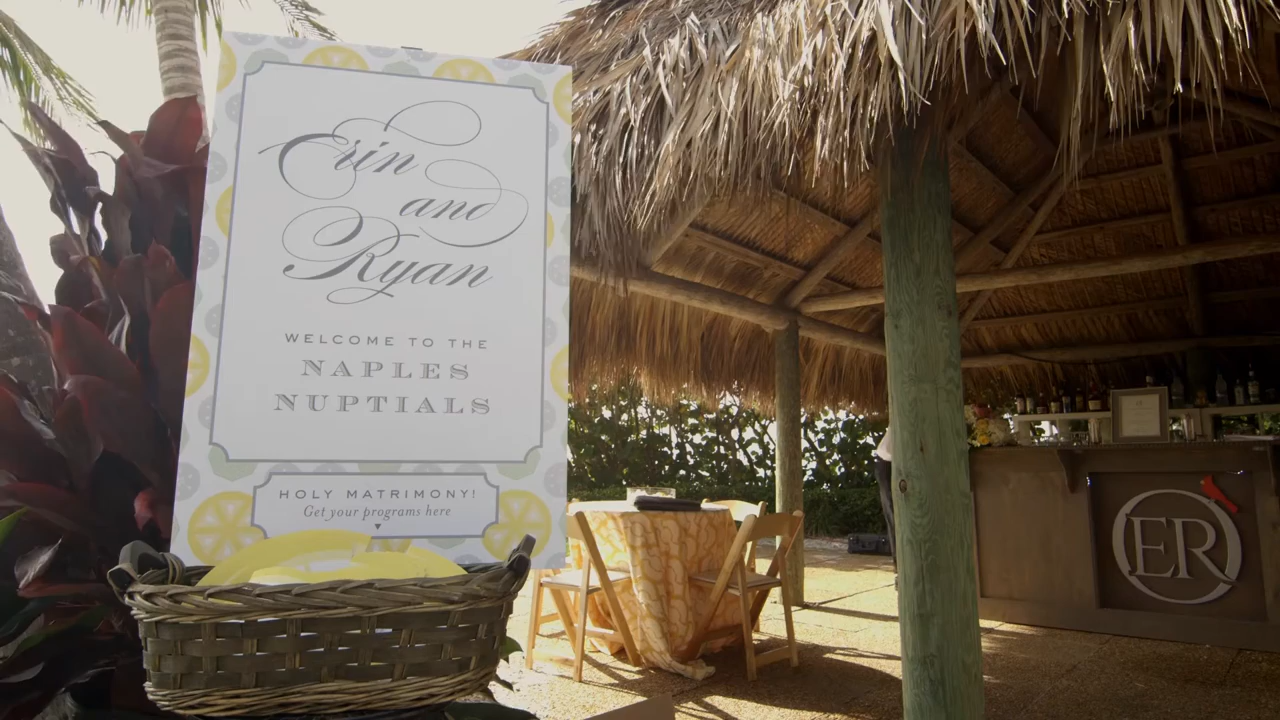 Erin
and
Ryan
WELCOME TO THE
NAPLES
NUPTIALS
HOLY MATRIMONY!
Get your programs here
ER